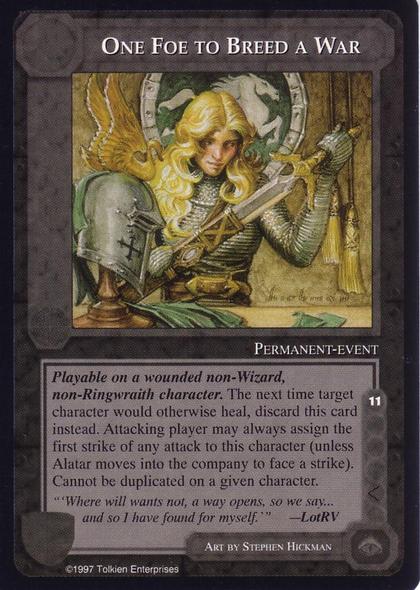 One Foe to Breed a War
Permanent-event
Playable on a wounded non-Wizard,
non-Ringwraith character. The next time target
character would otherwise heal, discard this card
instead. Attacking player may always assign the
first strike of any attack to this character (unless
Alatar moves into the company to face a strike).
Cannot be duplicated on a given character.
11
“‘Where will wants not, a way opens, so we say...
and so I have found for myself.’” —LotRV
Art by Stephen Hickman
©1997 Tolkien Enterprises